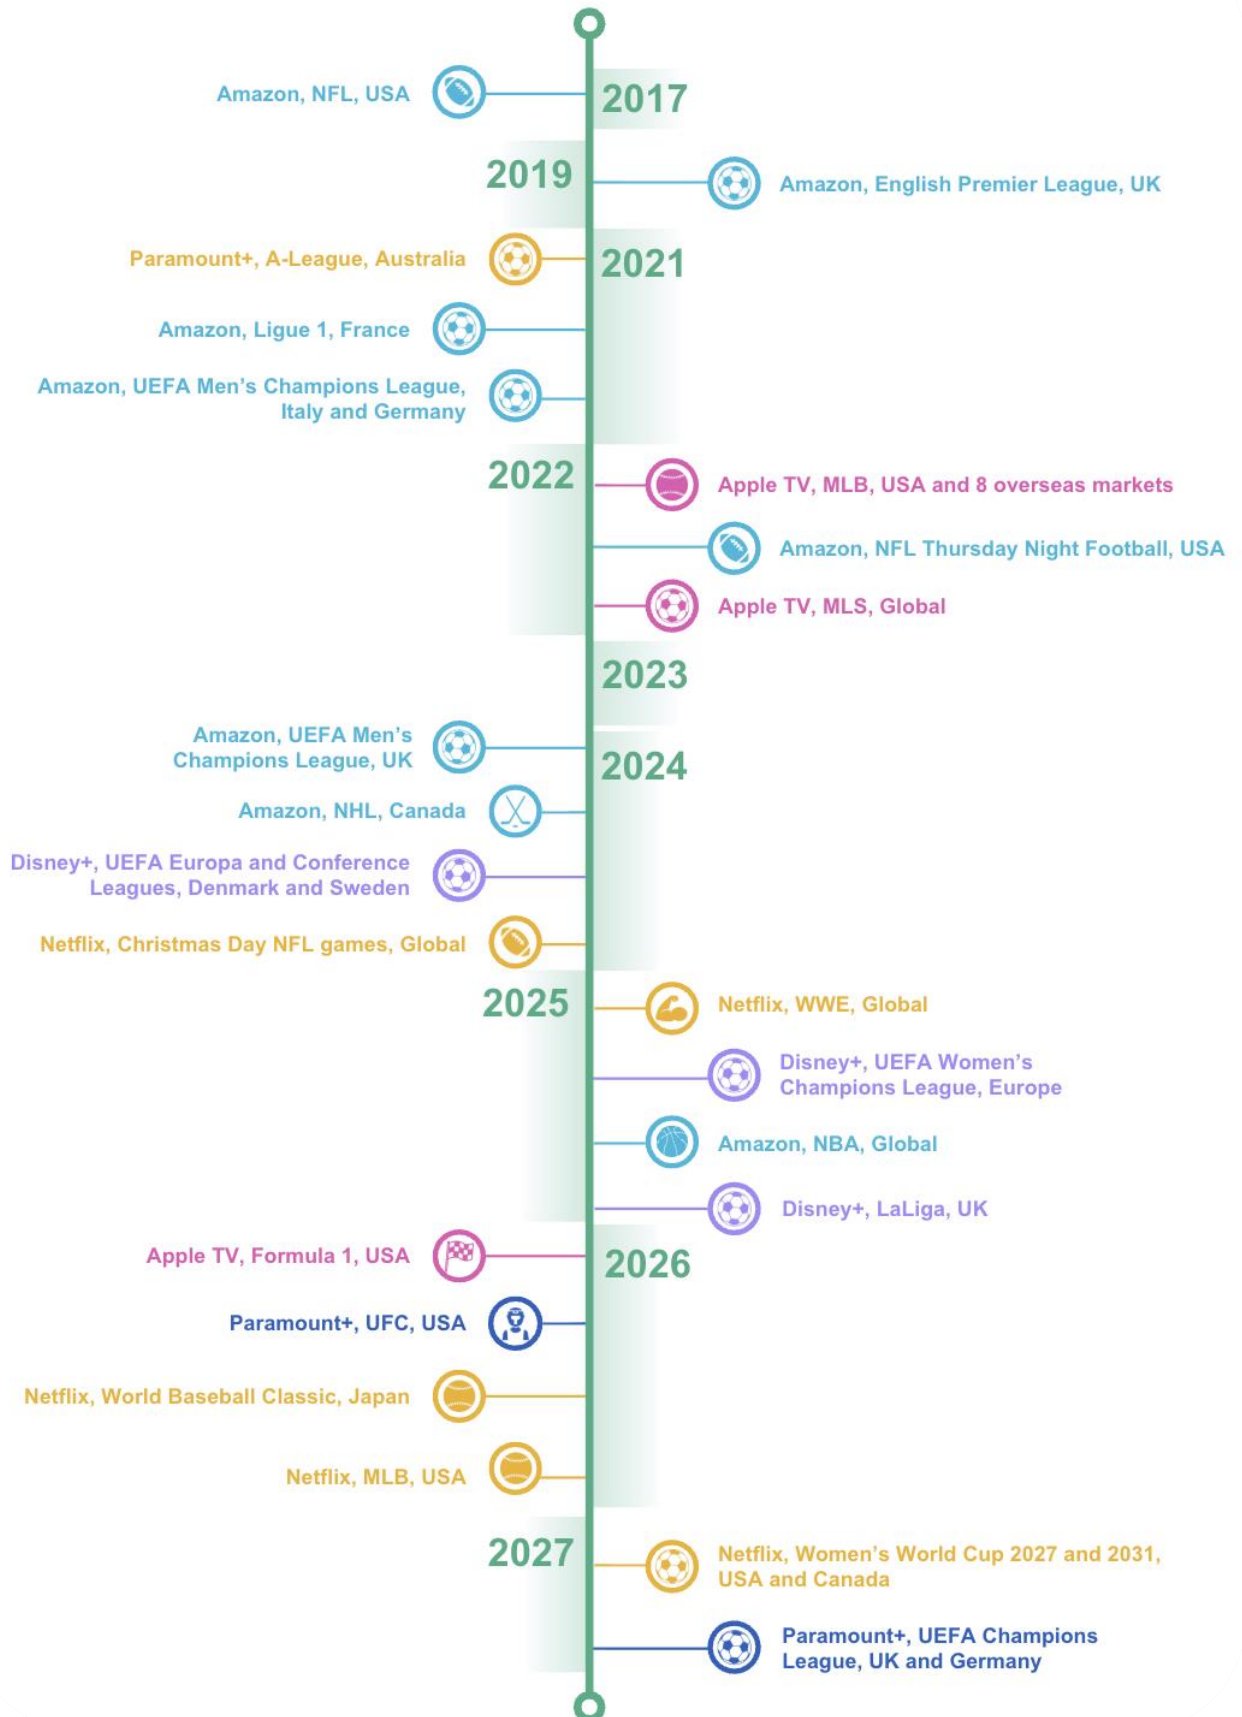 2017
Amazon, NFL, USA
2019
Amazon, English Premier League, UK
2021
Paramount+, A-League, Australia
Amazon, Ligue 1, France
Amazon, UEFA Men’s Champions League,
Italy and Germany
2022
Apple TV, MLB, USA and 8 overseas markets
Amazon, NFL Thursday Night Football, USA
Apple TV, MLS, Global
2023
2024
Amazon, UEFA Men’s
Champions League, UK
Amazon, NHL, Canada
Disney+, UEFA Europa and Conference
Leagues, Denmark and Sweden
Netflix, Christmas Day NFL games, Global
2025
Netflix, WWE, Global
Disney+, UEFA Women’s
Champions League, Europe
Amazon, NBA, Global
Disney+, LaLiga, UK
2026
Apple TV, Formula 1, USA
Paramount+, UFC, USA
Netflix, World Baseball Classic, Japan
Netflix, MLB, USA
2027
Netflix, Women’s World Cup 2027 and 2031,
USA and Canada
Paramount+, UEFA Champions
League, UK and Germany